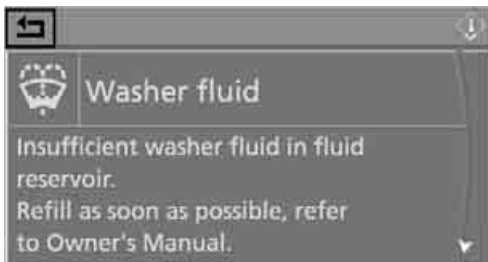 Washer fluid
Insufficient washer fluid in fluid
reservoir.
Refill as soon as possible, refer
to Owner's Manual.